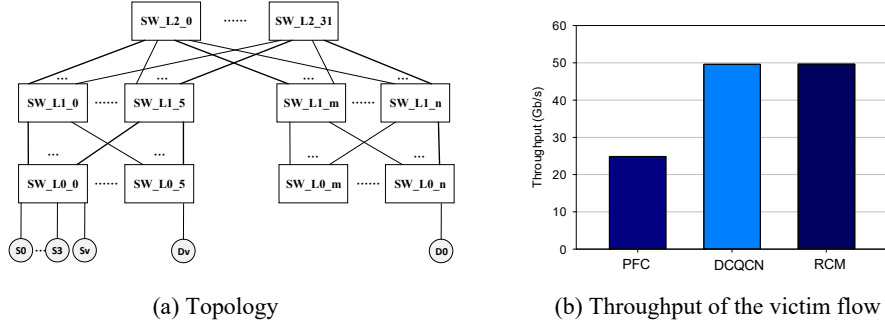 SW_L2_0 ...... SW_L2_31
... ... ... ...
SW_L1_0 ...... SW_L1_5 SW_L1_m ...... SW_L1_n
... ... ... ...
SW_L0_0 ...... SW_L0_5 SW_L0_m ...... SW_L0_n
S0 ... S3 Sv Dv D0
(a) Topology
Throughput (Gb/s)
60
50
40
30
20
10
0
PFC DCQCN RCM
(b) Throughput of the victim flow